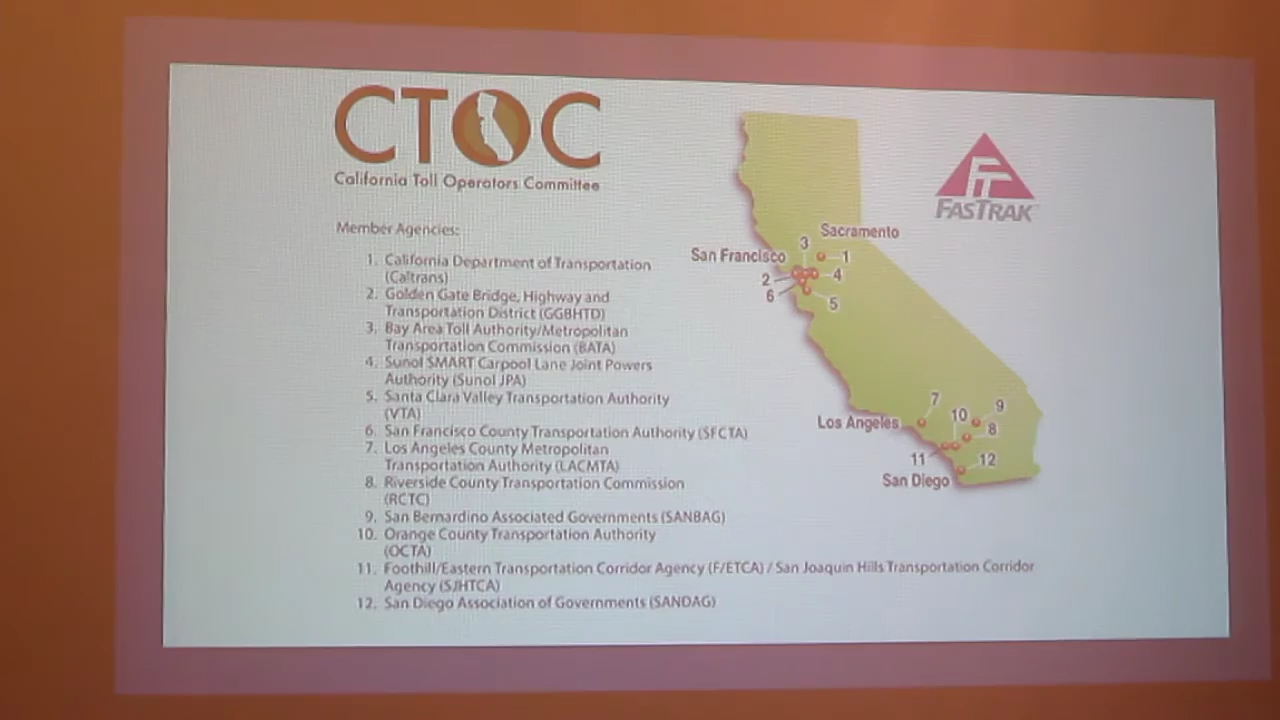 CTOC
California Toll Operators Committee
Member Agencies:
1. California Department of Transportation
(Caltrans)
2. Golden Gate Bridge, Highway and
Transportation District (GGBHTD)
3. Bay Area Toll Authority/Metropolitan
Transportation Commission (BATA)
4. Sunol SMART Carpool Lane Joint Powers
Authority (Sunol JPA)
5. Santa Clara Valley Transportation Authority
(VTA)
6. San Francisco County Transportation Authority (SFCTA)
7. Los Angeles County Metropolitan
Transportation Authority (LACMTA)
8. Riverside County Transportation Commission
(RCTC)
9. San Bernardino Associated Governments (SANBAG)
10. Orange County Transportation Authority
(OCTA)
11. Foothill/Eastern Transportation Corridor Agency (F/ETCA) / San Joaquin Hills Transportation Corridor
Agency (SJHTCA)
12. San Diego Association of Governments (SANDAG)
Sacramento
3
San Francisco
1
2
4
6
5
7
9
10
Los Angeles
8
11
12
San Diego
FT
FASTRAK